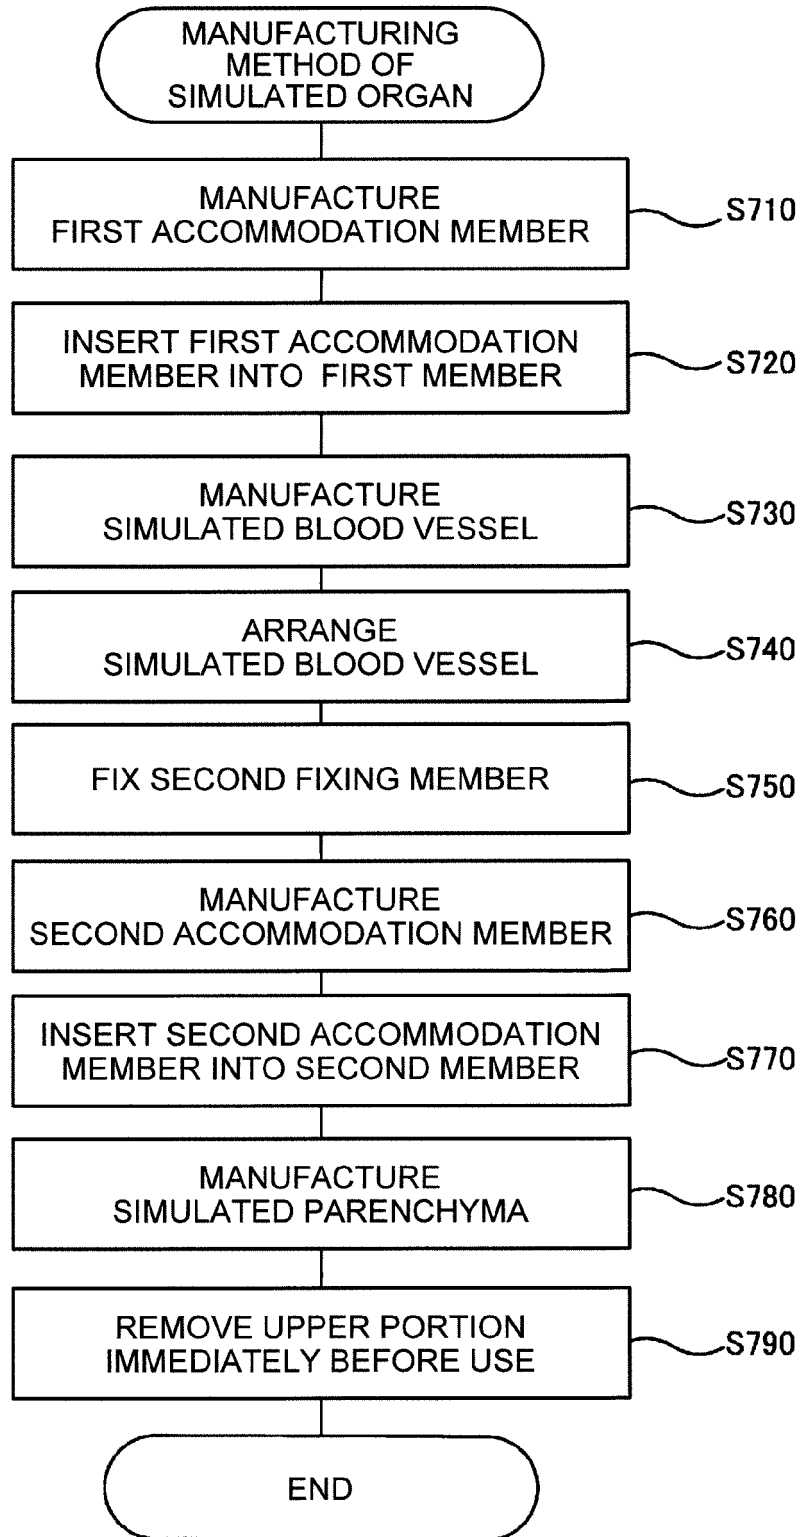 MANUFACTURING
METHOD OF
SIMULATED ORGAN
MANUFACTURE
FIRST ACCOMMODATION MEMBER
S710
INSERT FIRST ACCOMMODATION
MEMBER INTO FIRST MEMBER
S720
MANUFACTURE
SIMULATED BLOOD VESSEL
S730
ARRANGE
SIMULATED BLOOD VESSEL
S740
FIX SECOND FIXING MEMBER
S750
MANUFACTURE
SECOND ACCOMMODATION MEMBER
S760
INSERT SECOND ACCOMMODATION
MEMBER INTO SECOND MEMBER
S770
MANUFACTURE
SIMULATED PARENCHYMA
S780
REMOVE UPPER PORTION
IMMEDIATELY BEFORE USE
S790
END